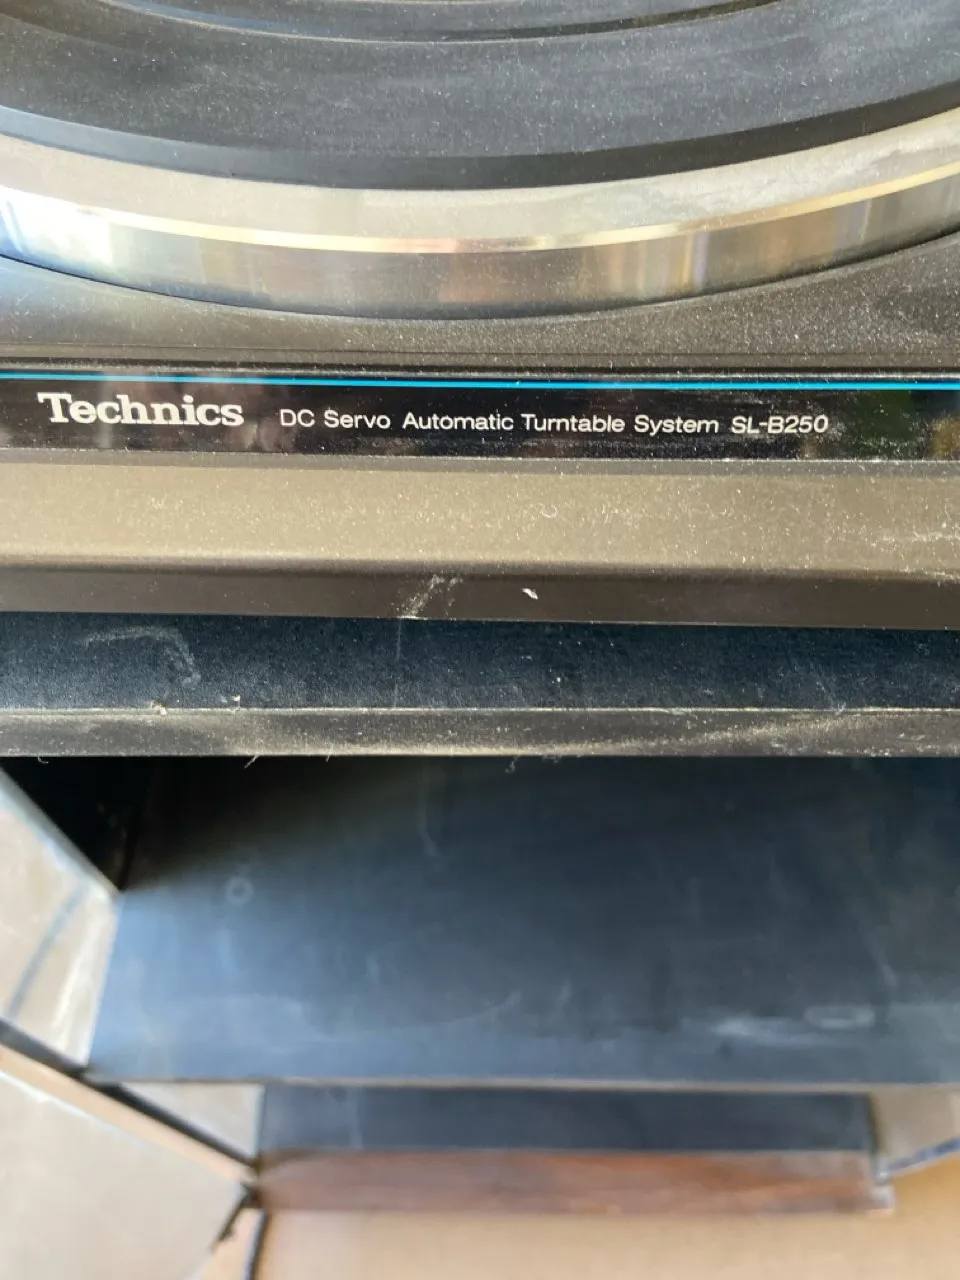 Technics DC Servo Automatic Turntable System SL-B250